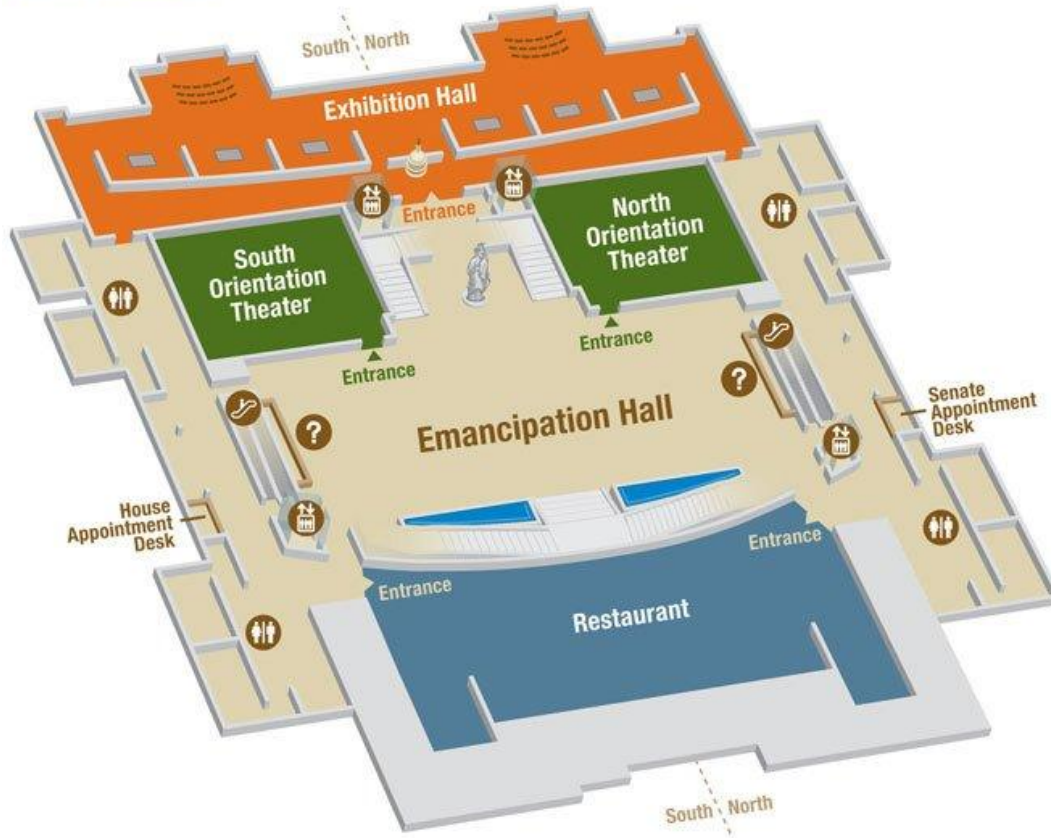 South North
Exhibition Hall
Entrance
South
Orientation
Theater
North
Orientation
Theater
Entrance
Entrance
?
?
Emancipation Hall
Senate
Appointment
Desk
House
Appointment
Desk
Entrance
Entrance
Restaurant
South North